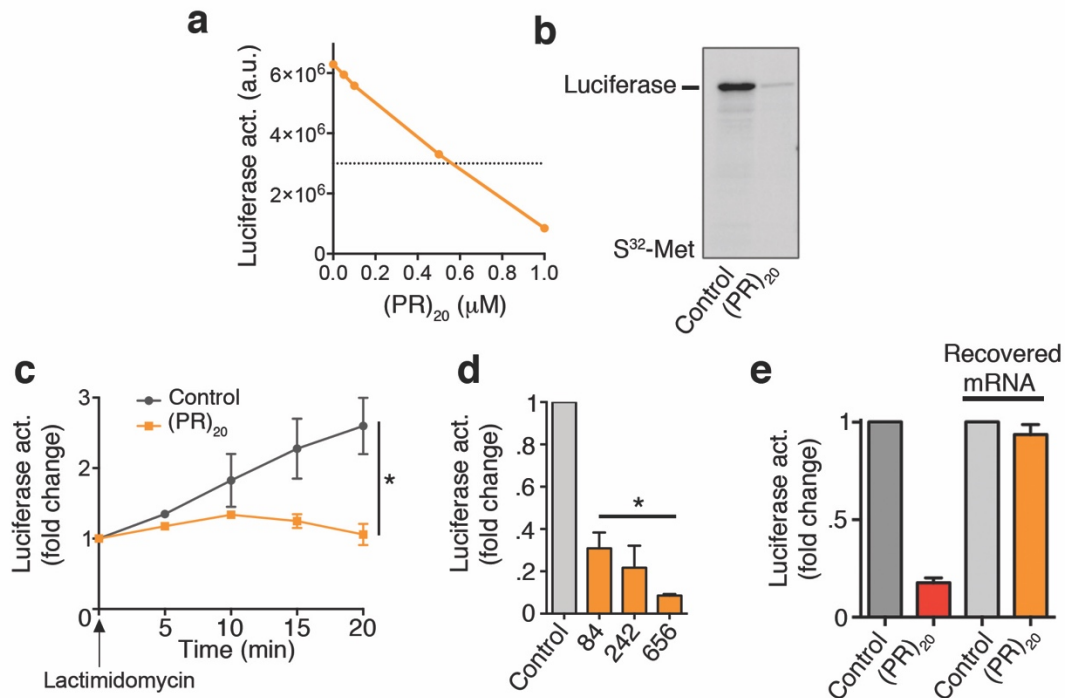 a
Luciferase act. (a.u.)
6×10⁶
4×10⁶
2×10⁶
0
0.0 0.2 0.4 0.6 0.8 1.0
(PR)₂₀ (μM)
b
Luciferase
S³²-Met
Control
(PR)₂₀
c
Control
(PR)₂₀
Luciferase act.
(fold change)
3
2
1
0
*
5 10 15 20
Time (min)
Lactimidomycin
d
Luciferase act.
(fold change)
1
.8
.6
.4
.2
0
*
Control
84
242
656
e
Recovered
mRNA
Luciferase act.
(fold change)
1
.5
0
Control
(PR)₂₀
Control
(PR)₂₀